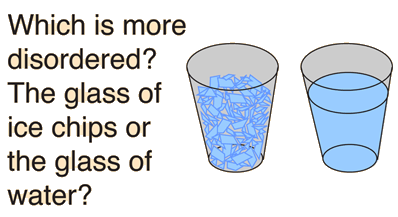 Which is more
disordered?
The glass of
ice chips or
the glass of
water?